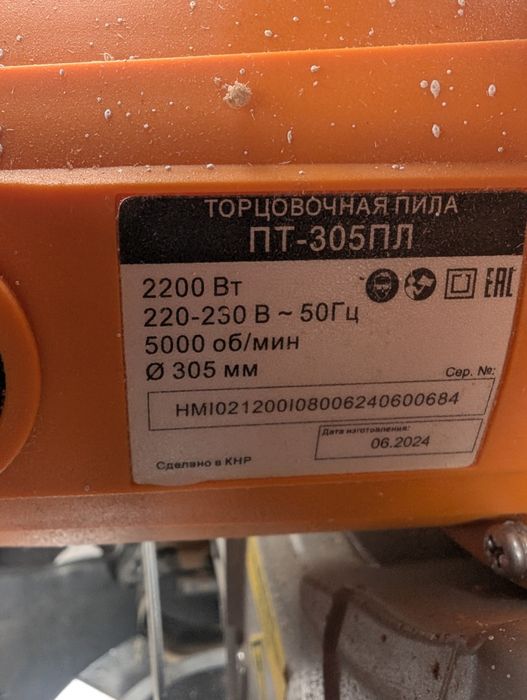 ТОРЦОВОЧНАЯ ПИЛА
ПТ-305ПЛ
2200 Вт
EAC
220-230 В ~ 50Гц
5000 об/мин
Ø 305 мм
Сер. №:
HMI021200I08006240600684
Дата изготовления:
06.2024
Сделано в КНР